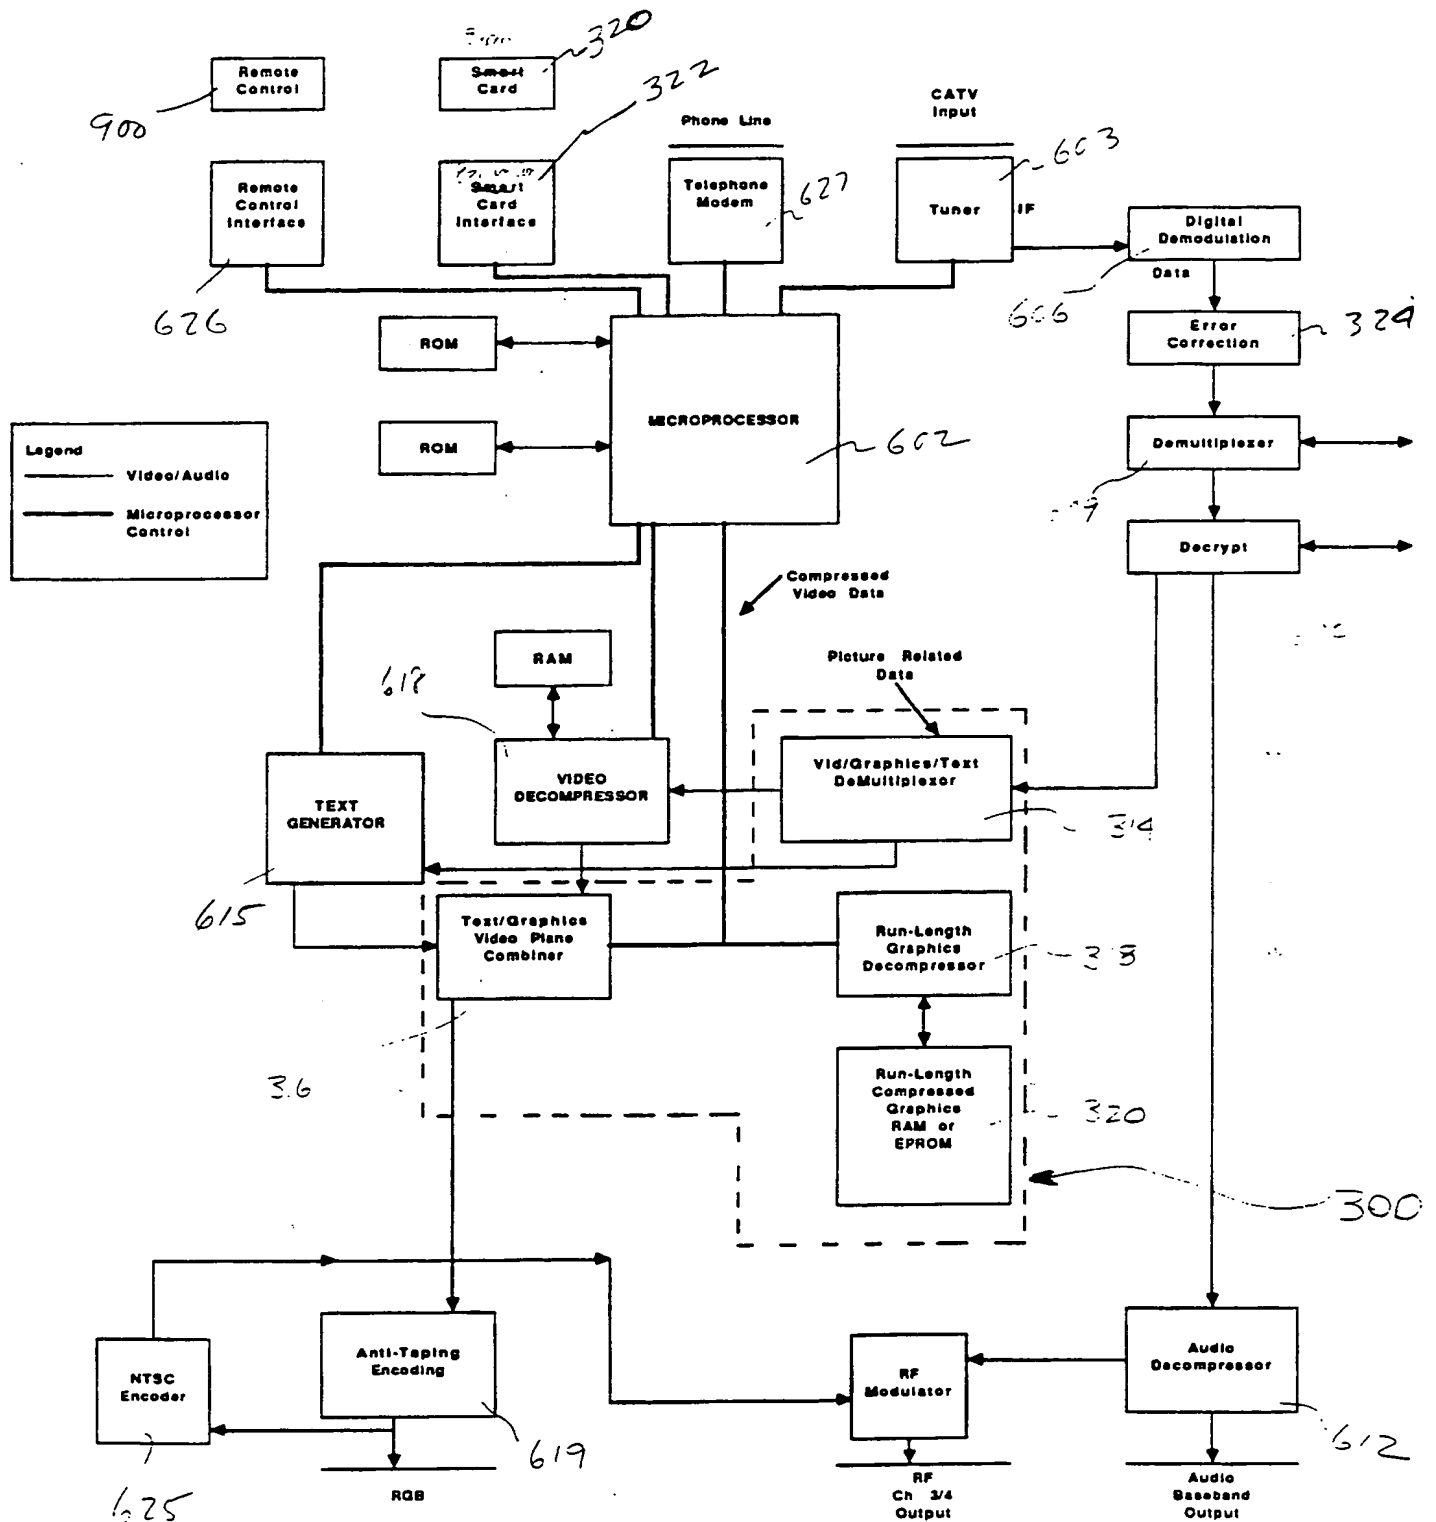 320
Remote
Control
Smart
Card
900
322
Phone Line
CATV
Input
603
Remote
Control
Interface
Smart
Card
Interface
Telephone
Modem
627
Tuner
IF
Digital
Demodulation
Data
626
606
ROM
Error
Correction
324
MICROPROCESSOR
602
ROM
Demultiplexer
Legend
Video/Audio
Microprocessor
Control
Decrypt
Compressed
Video Data
RAM
Picture Related
Data
618
Vid/Graphics/Text
DeMultiplexor
VIDEO
DECOMPRESSOR
TEXT
GENERATOR
314
615
Text/Graphics
Video Plane
Combiner
Run-Length
Graphics
Decompressor
Run-Length
Compressed
Graphics
RAM or
EPROM
320
300
Anti-Taping
Encoding
NTSC
Encoder
RF
Modulator
Audio
Decompressor
619
612
625
RGB
RF
Ch 3/4
Output
Audio
Baseband
Output